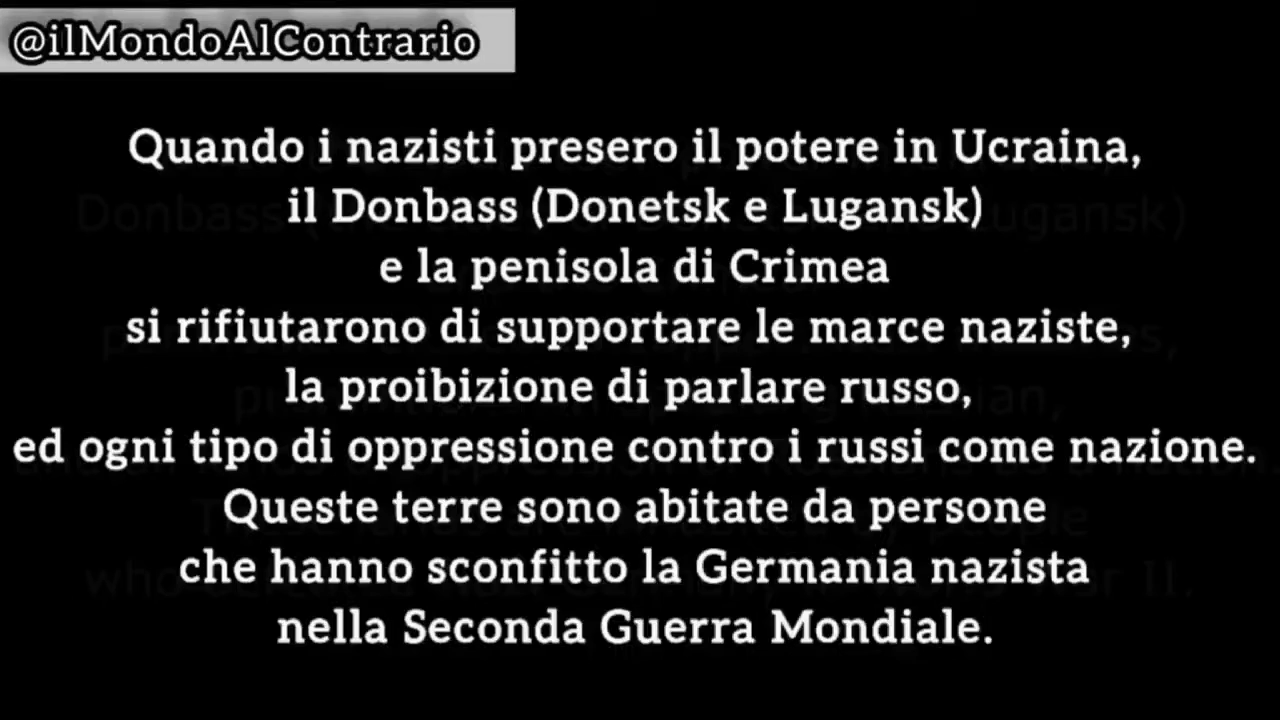 @ilMondoAlContrario
Quando i nazisti presero il potere in Ucraina,
il Donbass (Donetsk e Lugansk)
e la penisola di Crimea
si rifiutarono di supportare le marce naziste,
la proibizione di parlare russo,
ed ogni tipo di oppressione contro i russi come nazione.
Queste terre sono abitate da persone
che hanno sconfitto la Germania nazista
nella Seconda Guerra Mondiale.